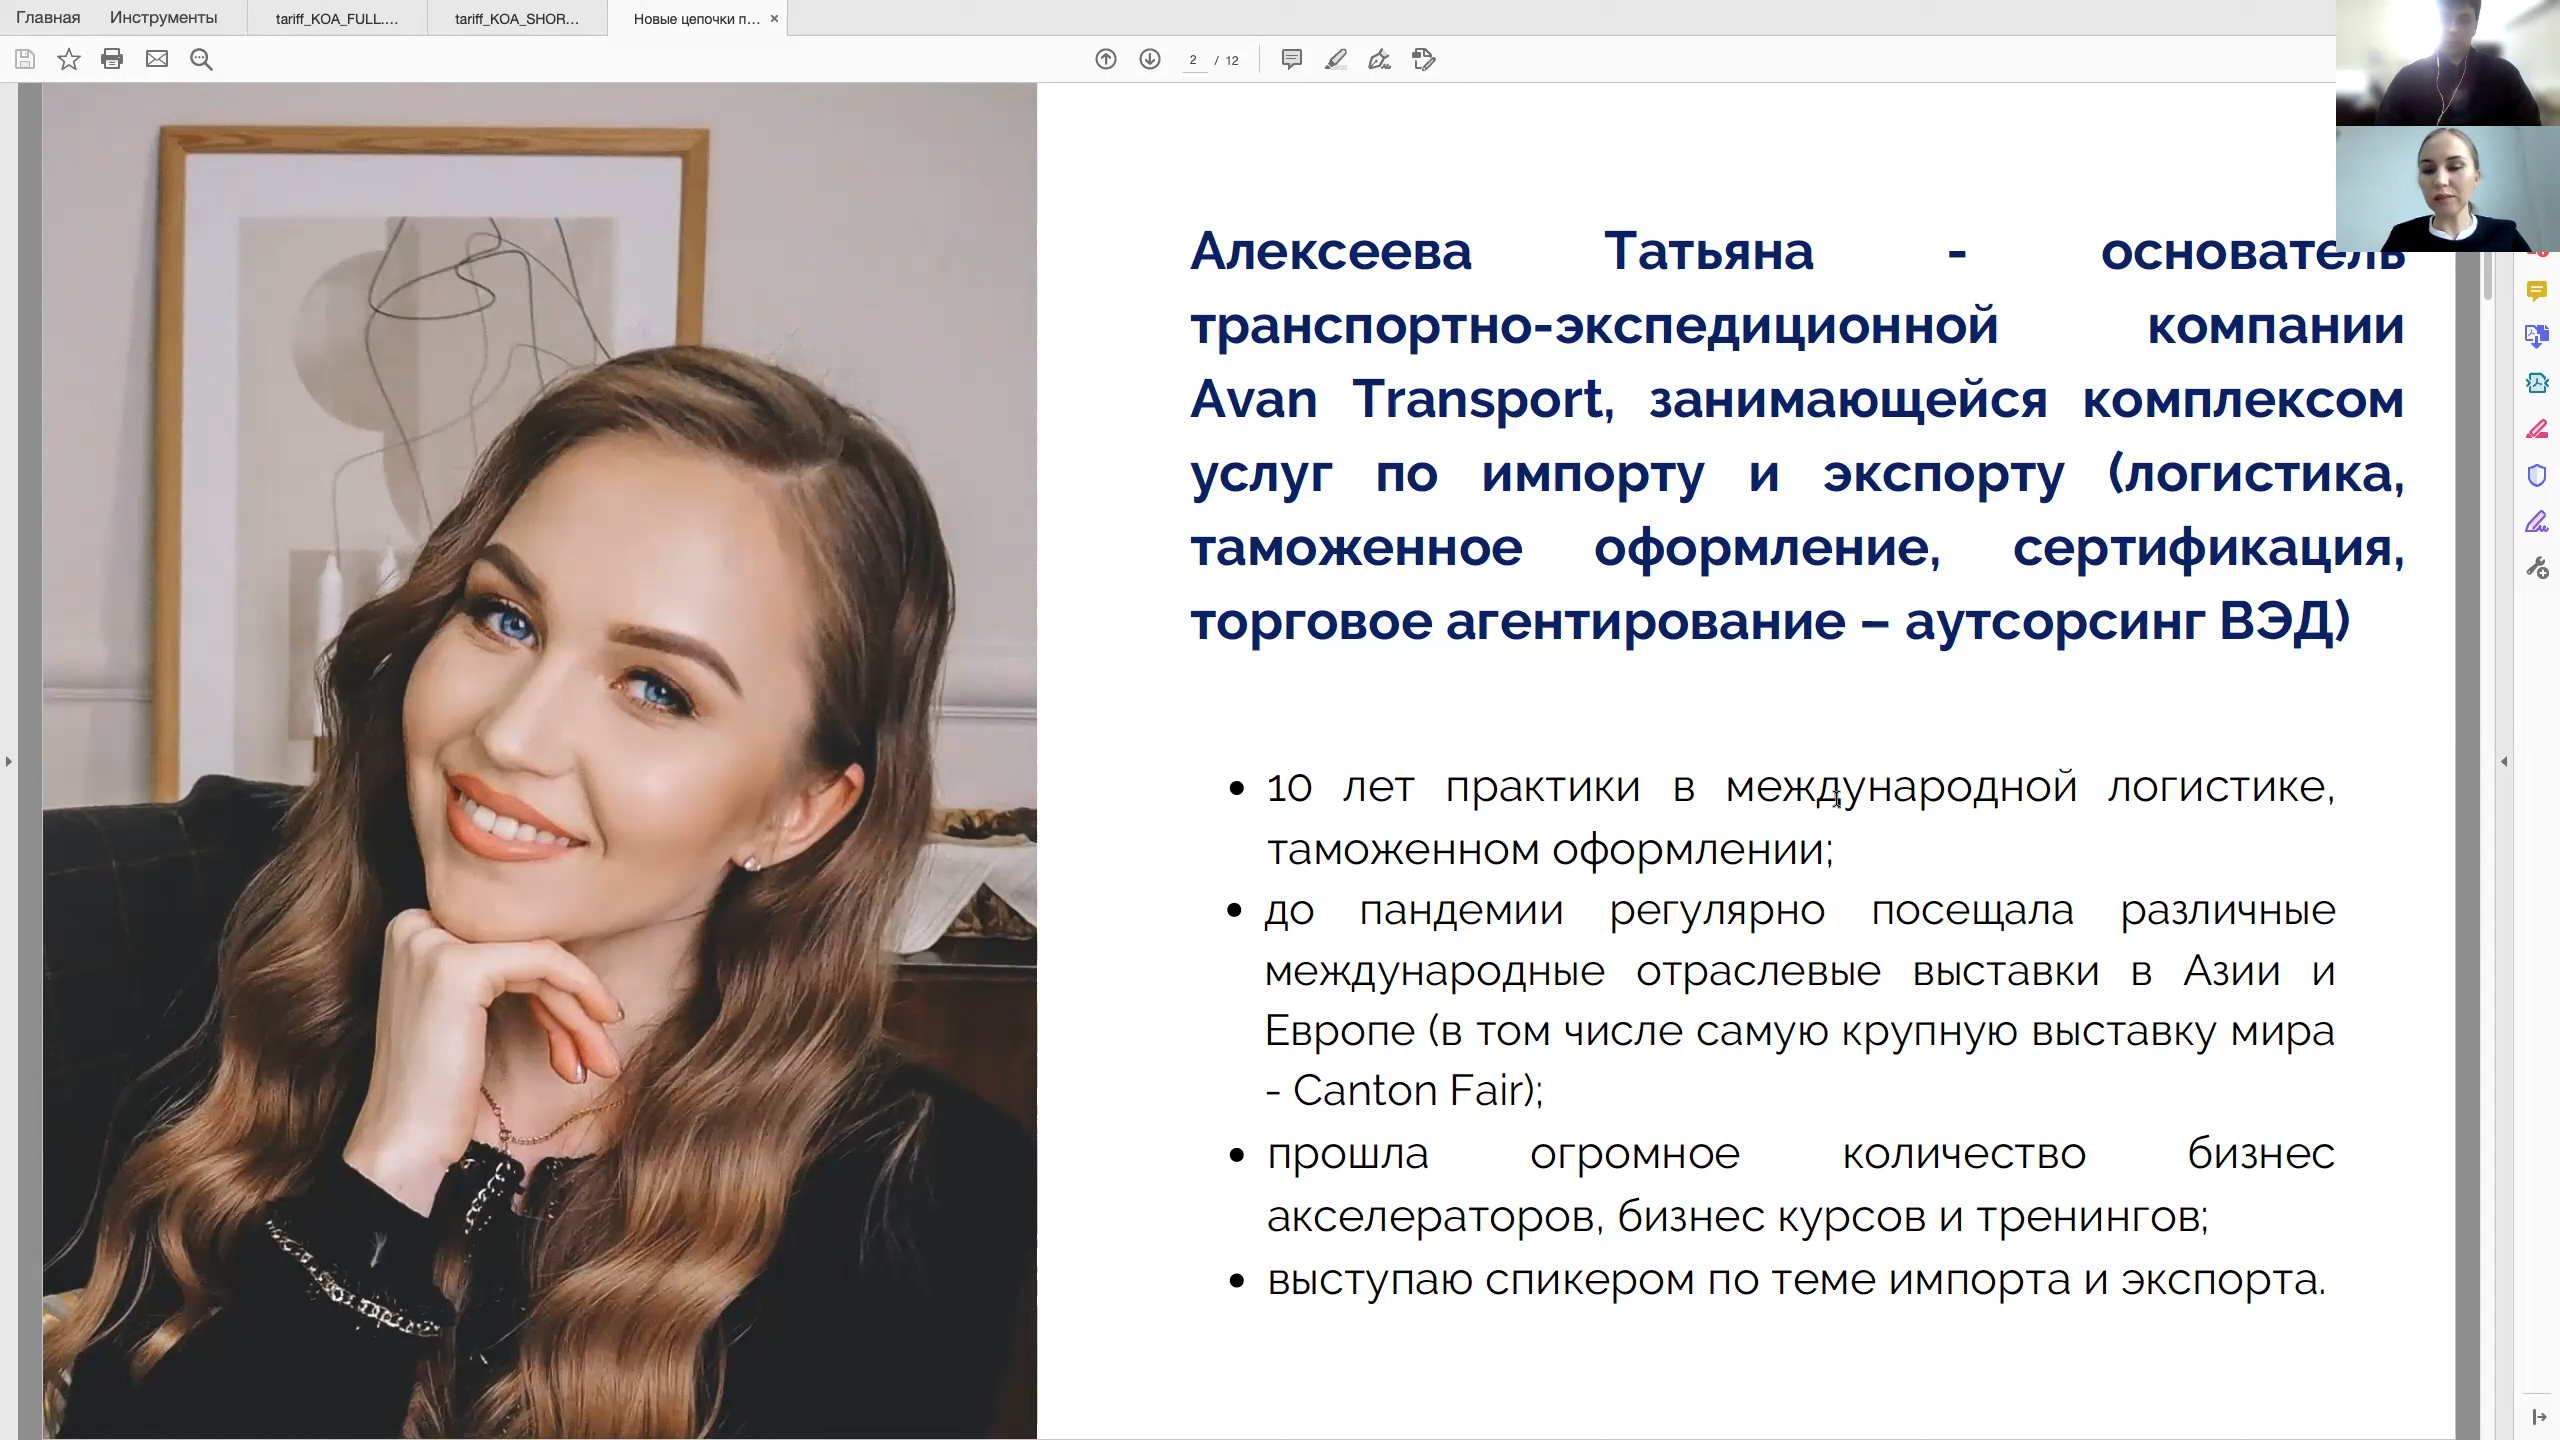 Главная Инструменты tariff_KOA_FULL.... tariff_KOA_SHOR... Новые цепочки п... ×
2 / 12
Алексеева Татьяна - основатель
транспортно-экспедиционной компании
Avan Transport, занимающейся комплексом
услуг по импорту и экспорту (логистика,
таможенное оформление, сертификация,
торговое агентирование – аутсорсинг ВЭД)
• 10 лет практики в международной логистике,
таможенном оформлении;
• до пандемии регулярно посещала различные
международные отраслевые выставки в Азии и
Европе (в том числе самую крупную выставку мира
- Canton Fair);
• прошла огромное количество бизнес
акселераторов, бизнес курсов и тренингов;
• выступаю спикером по теме импорта и экспорта.